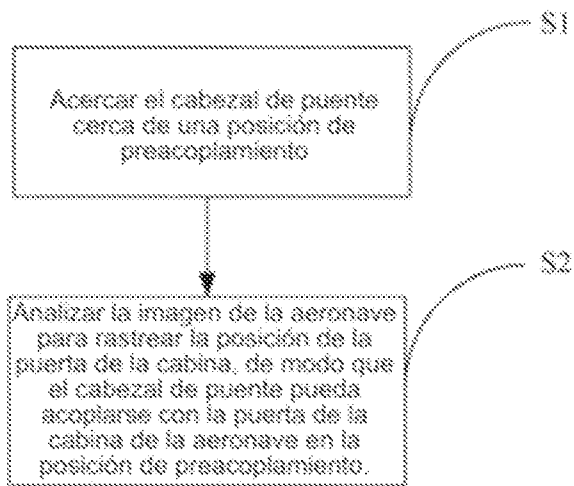 S1
Acercar el cabezal de puente
cerca de una posición de
preacoplamiento
S2
Analizar la imagen de la aeronave
para rastrear la posición de la
puerta de la cabina, de modo que
el cabezal de puente pueda
acoplarse con la puerta de la
cabina de la aeronave en la
posición de preacoplamiento.